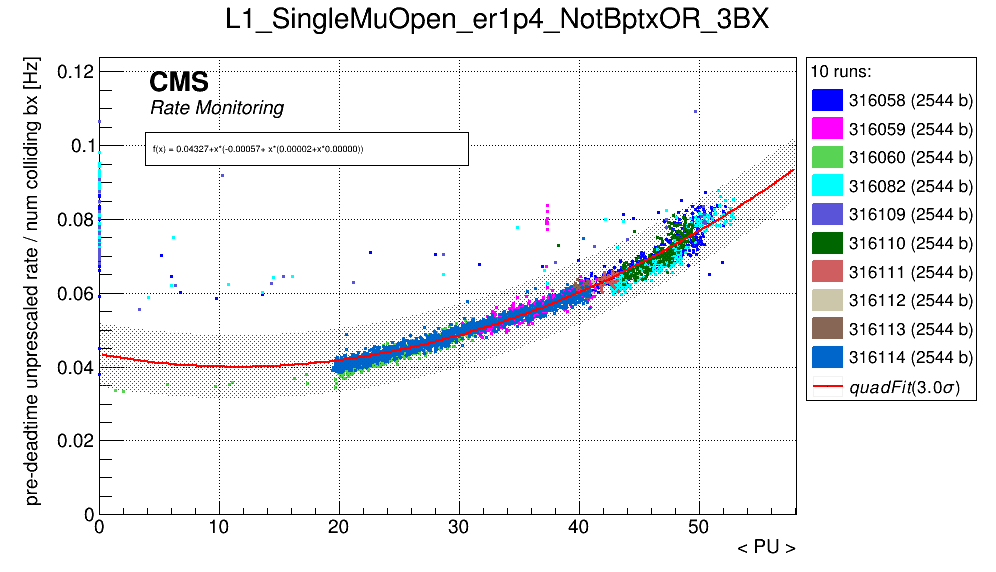 L1_SingleMuOpen_er1p4_NotBptxOR_3BX
pre-deadtime unprescaled rate / num colliding bx [Hz]
0.12
0.1
0.08
0.06
0.04
0.02
0
CMS
Rate Monitoring
f(x) = 0.04327+x*(-0.00057+ x*(0.00002+x*0.00000))
0 10 20 30 40 50
< PU >
10 runs:
316058 (2544 b)
316059 (2544 b)
316060 (2544 b)
316082 (2544 b)
316109 (2544 b)
316110 (2544 b)
316111 (2544 b)
316112 (2544 b)
316113 (2544 b)
316114 (2544 b)
quadFit(3.0σ)